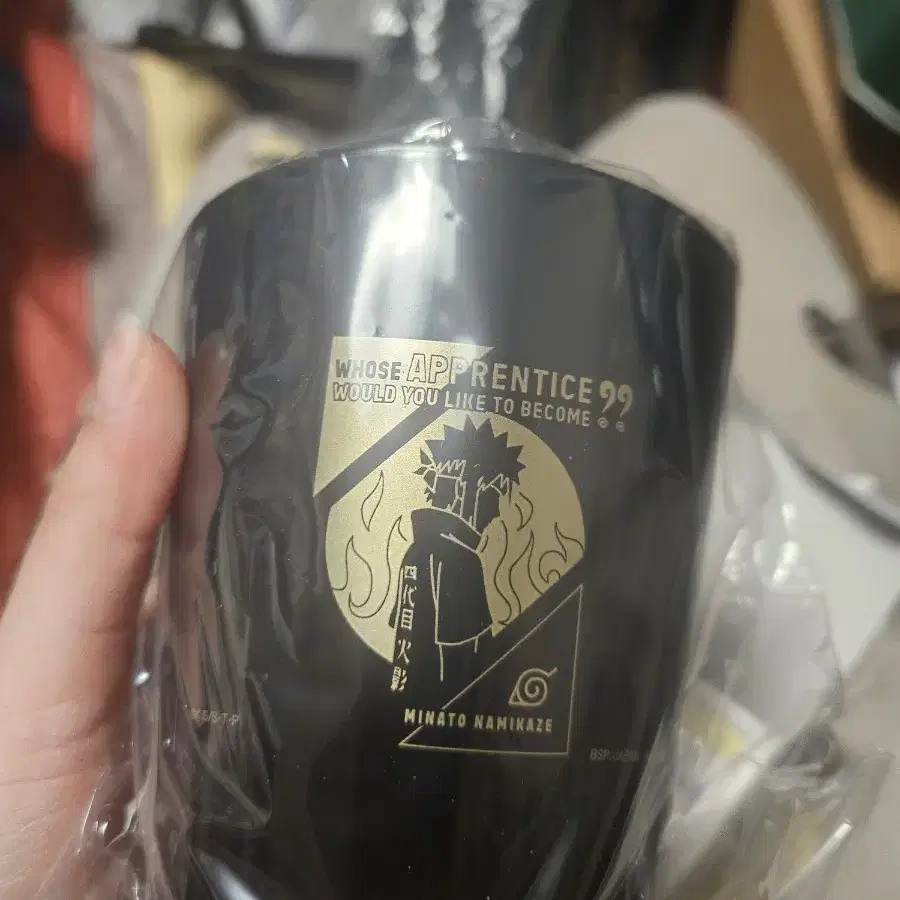 WHOSE APPRENTICE
WOULD YOU LIKE TO BECOME ??
四代目火影
MINATO NAMIKAZE